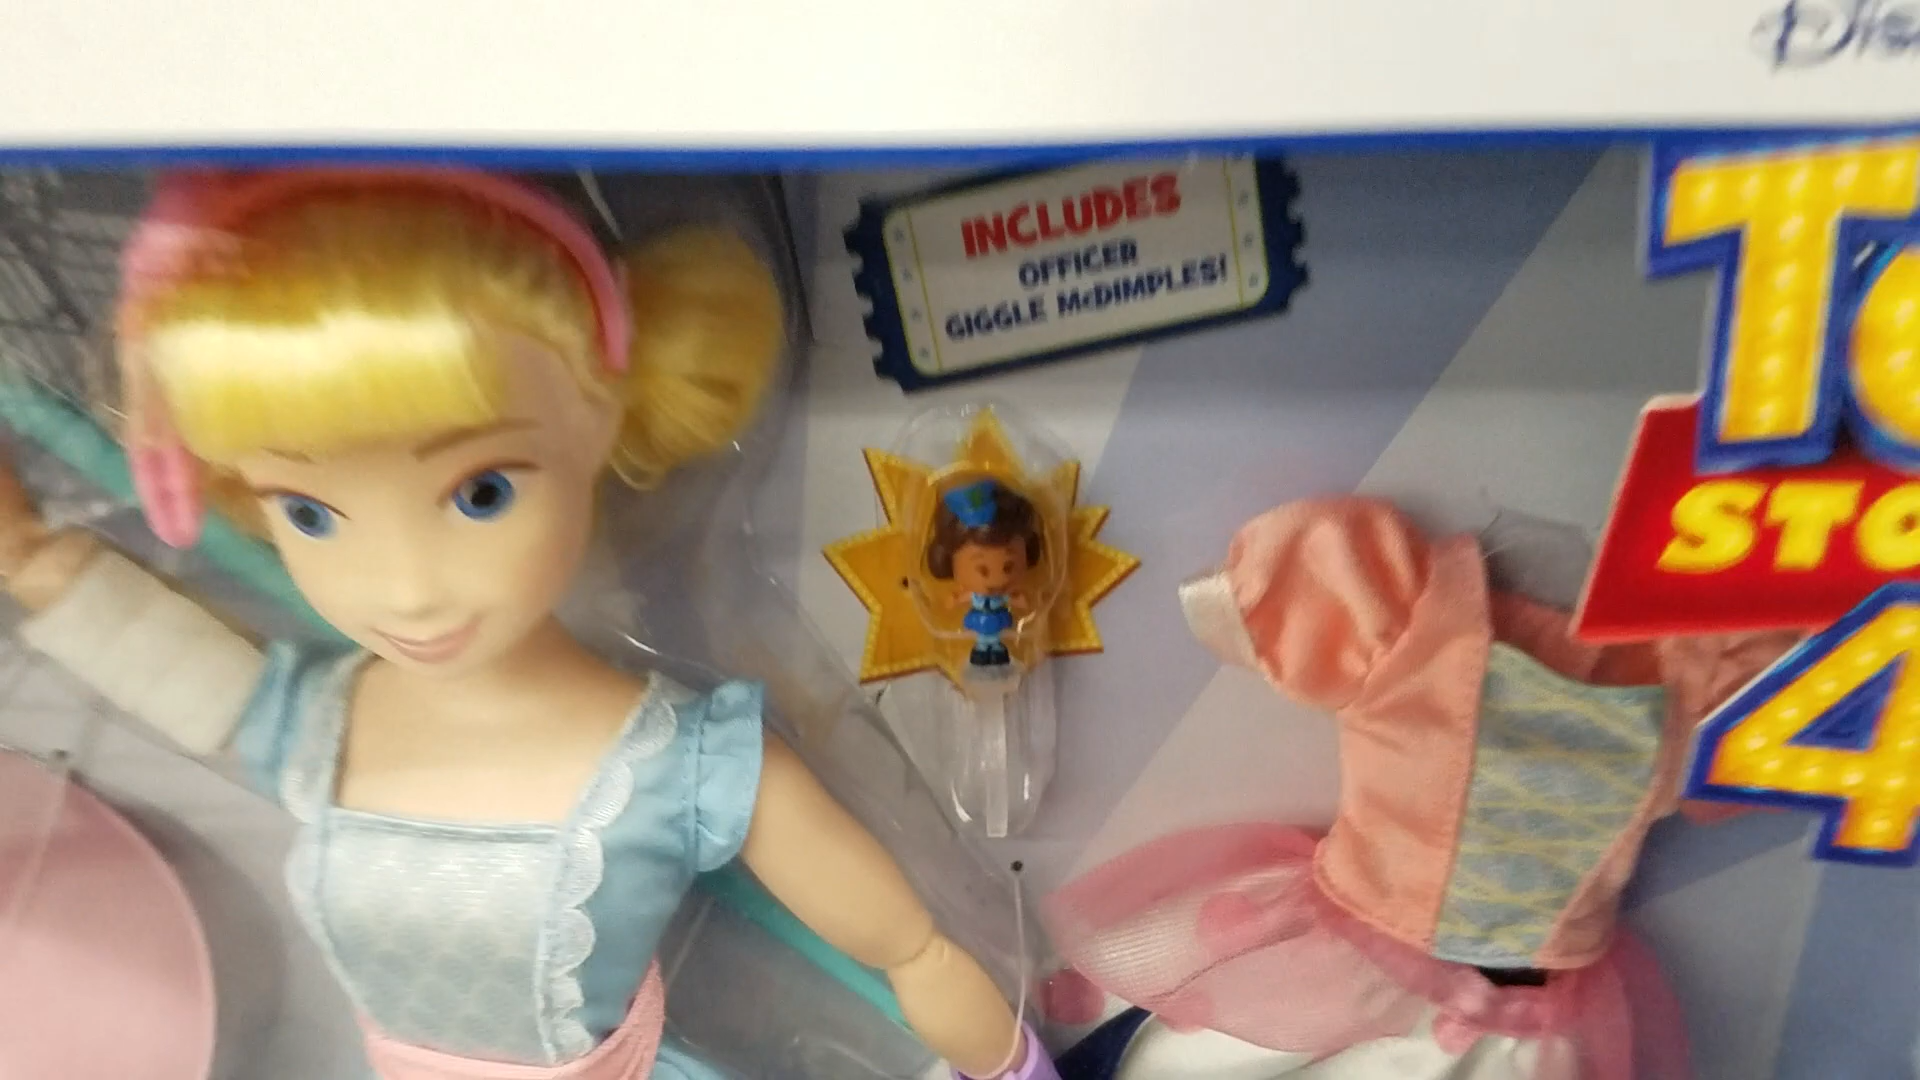 INCLUDES
OFFICER
GIGGLE McDIMPLES!
STO
4